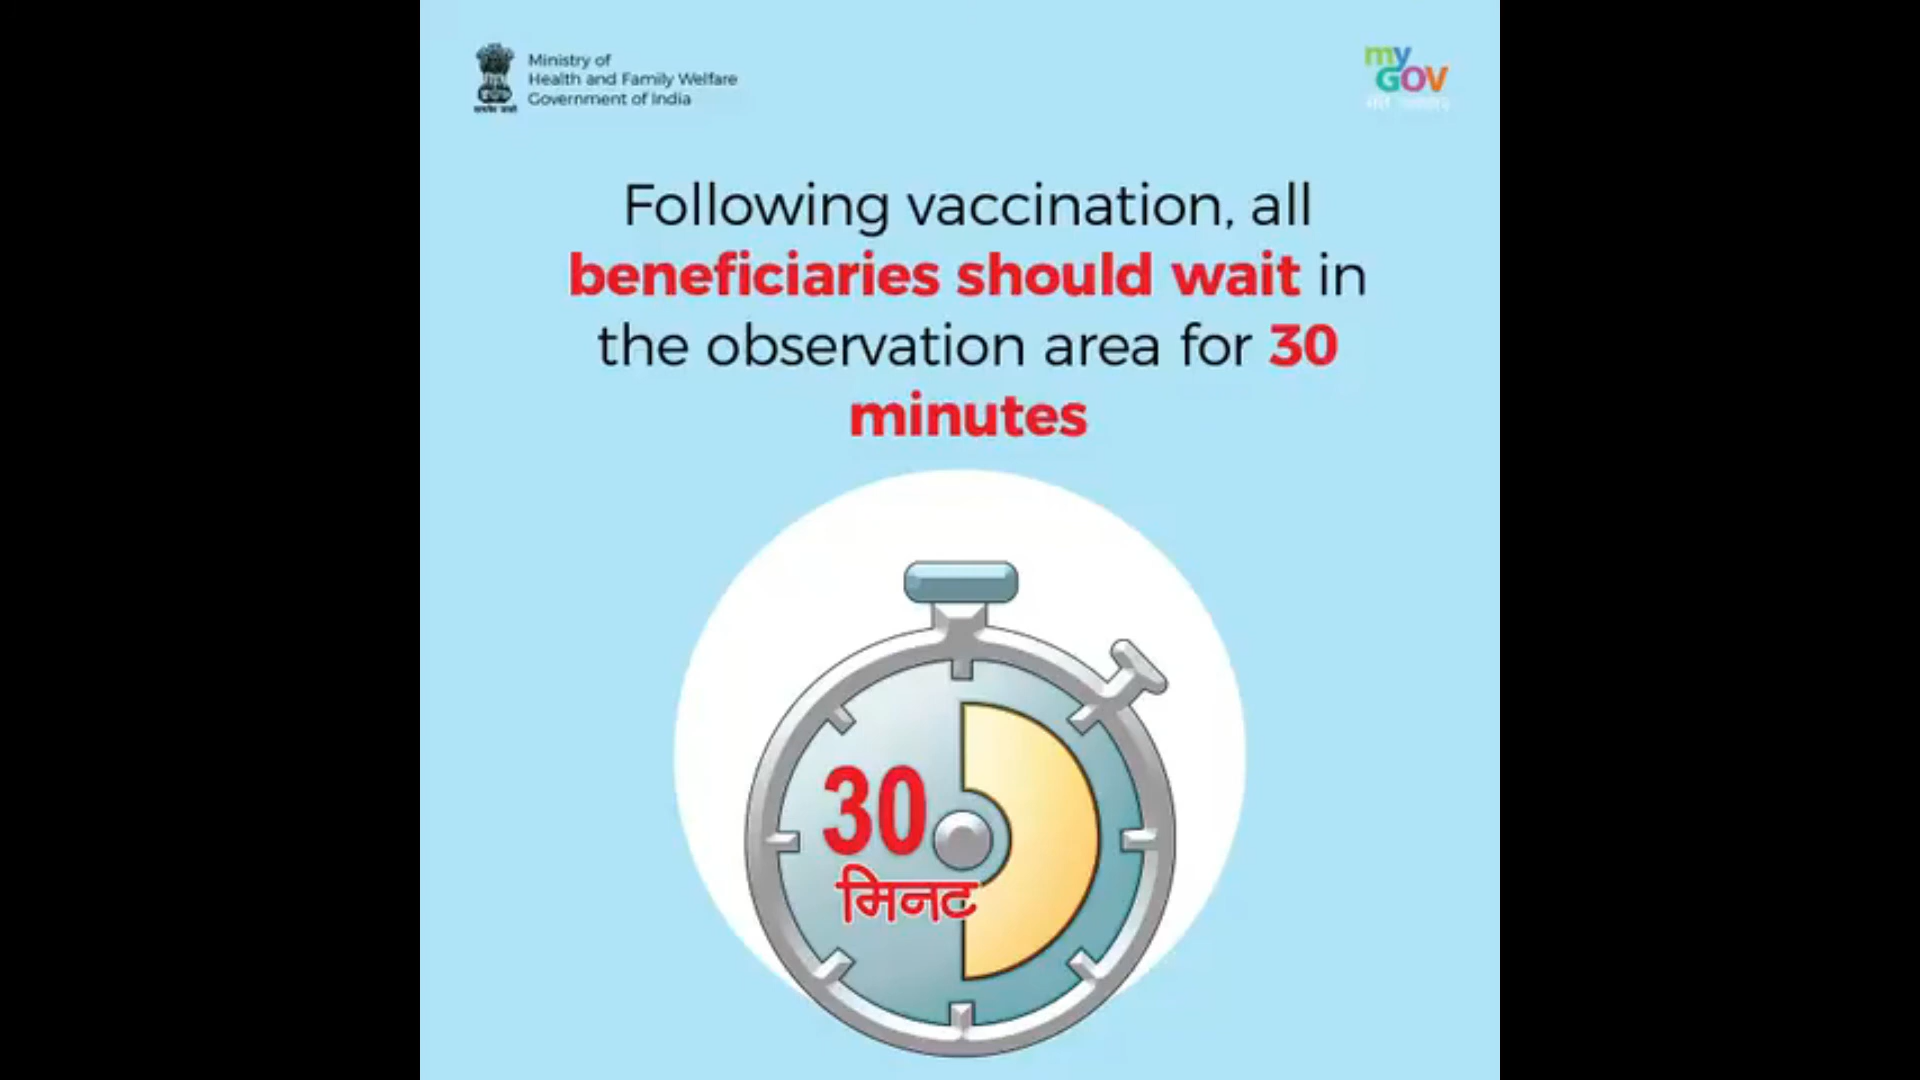 Ministry of
Health and Family Welfare
Government of India
my
GOV
Following vaccination, all
beneficiaries should wait in
the observation area for 30
minutes
30
मिनट